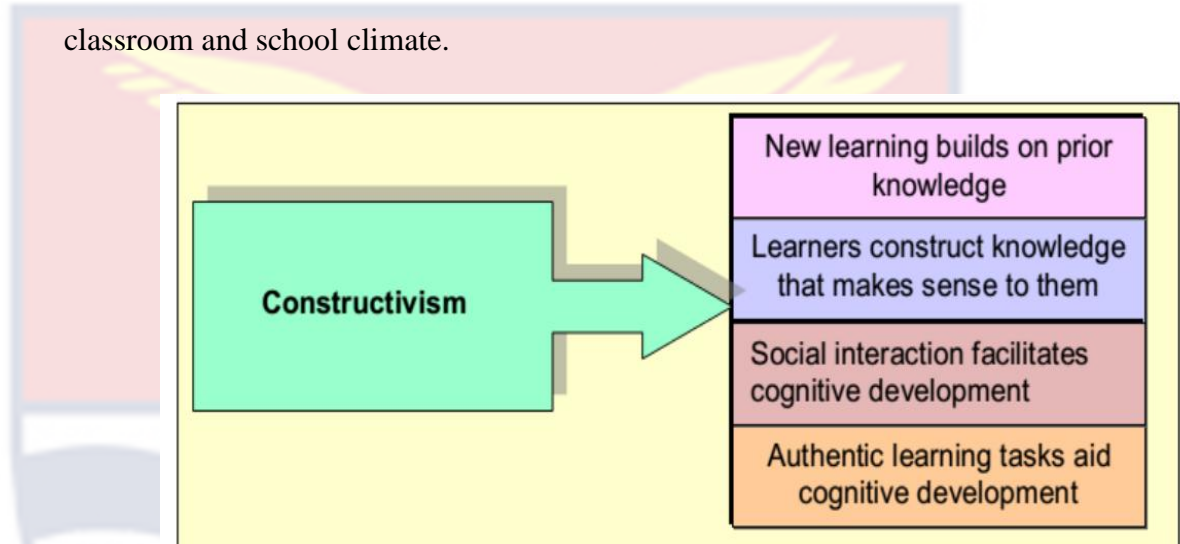 classroom and school climate.
Constructivism
New learning builds on prior
knowledge
Learners construct knowledge
that makes sense to them
Social interaction facilitates
cognitive development
Authentic learning tasks aid
cognitive development